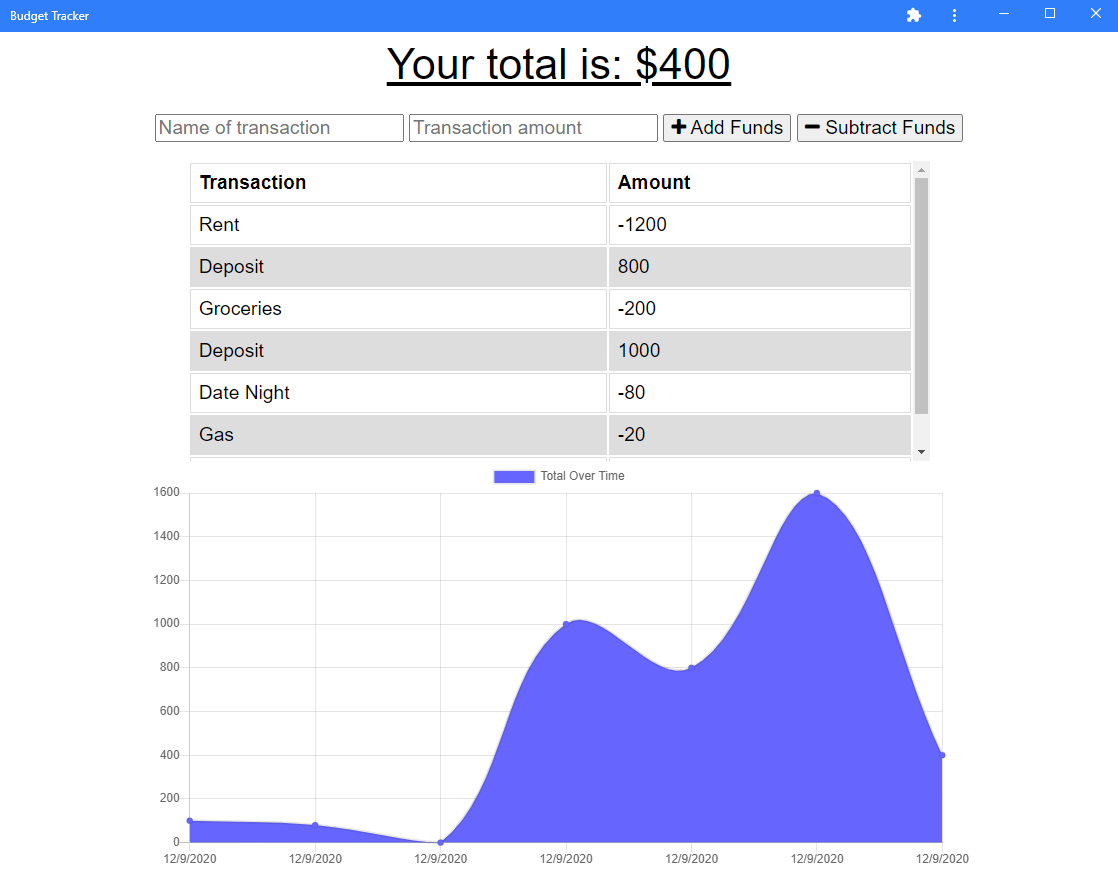 Budget Tracker
Your total is: $400
Name of transaction Transaction amount Add Funds Subtract Funds
Transaction Amount
Rent -1200
Deposit 800
Groceries -200
Deposit 1000
Date Night -80
Gas -20
Total Over Time
1600
1400
1200
1000
800
600
400
200
0
12/9/2020 12/9/2020 12/9/2020 12/9/2020 12/9/2020 12/9/2020 12/9/2020